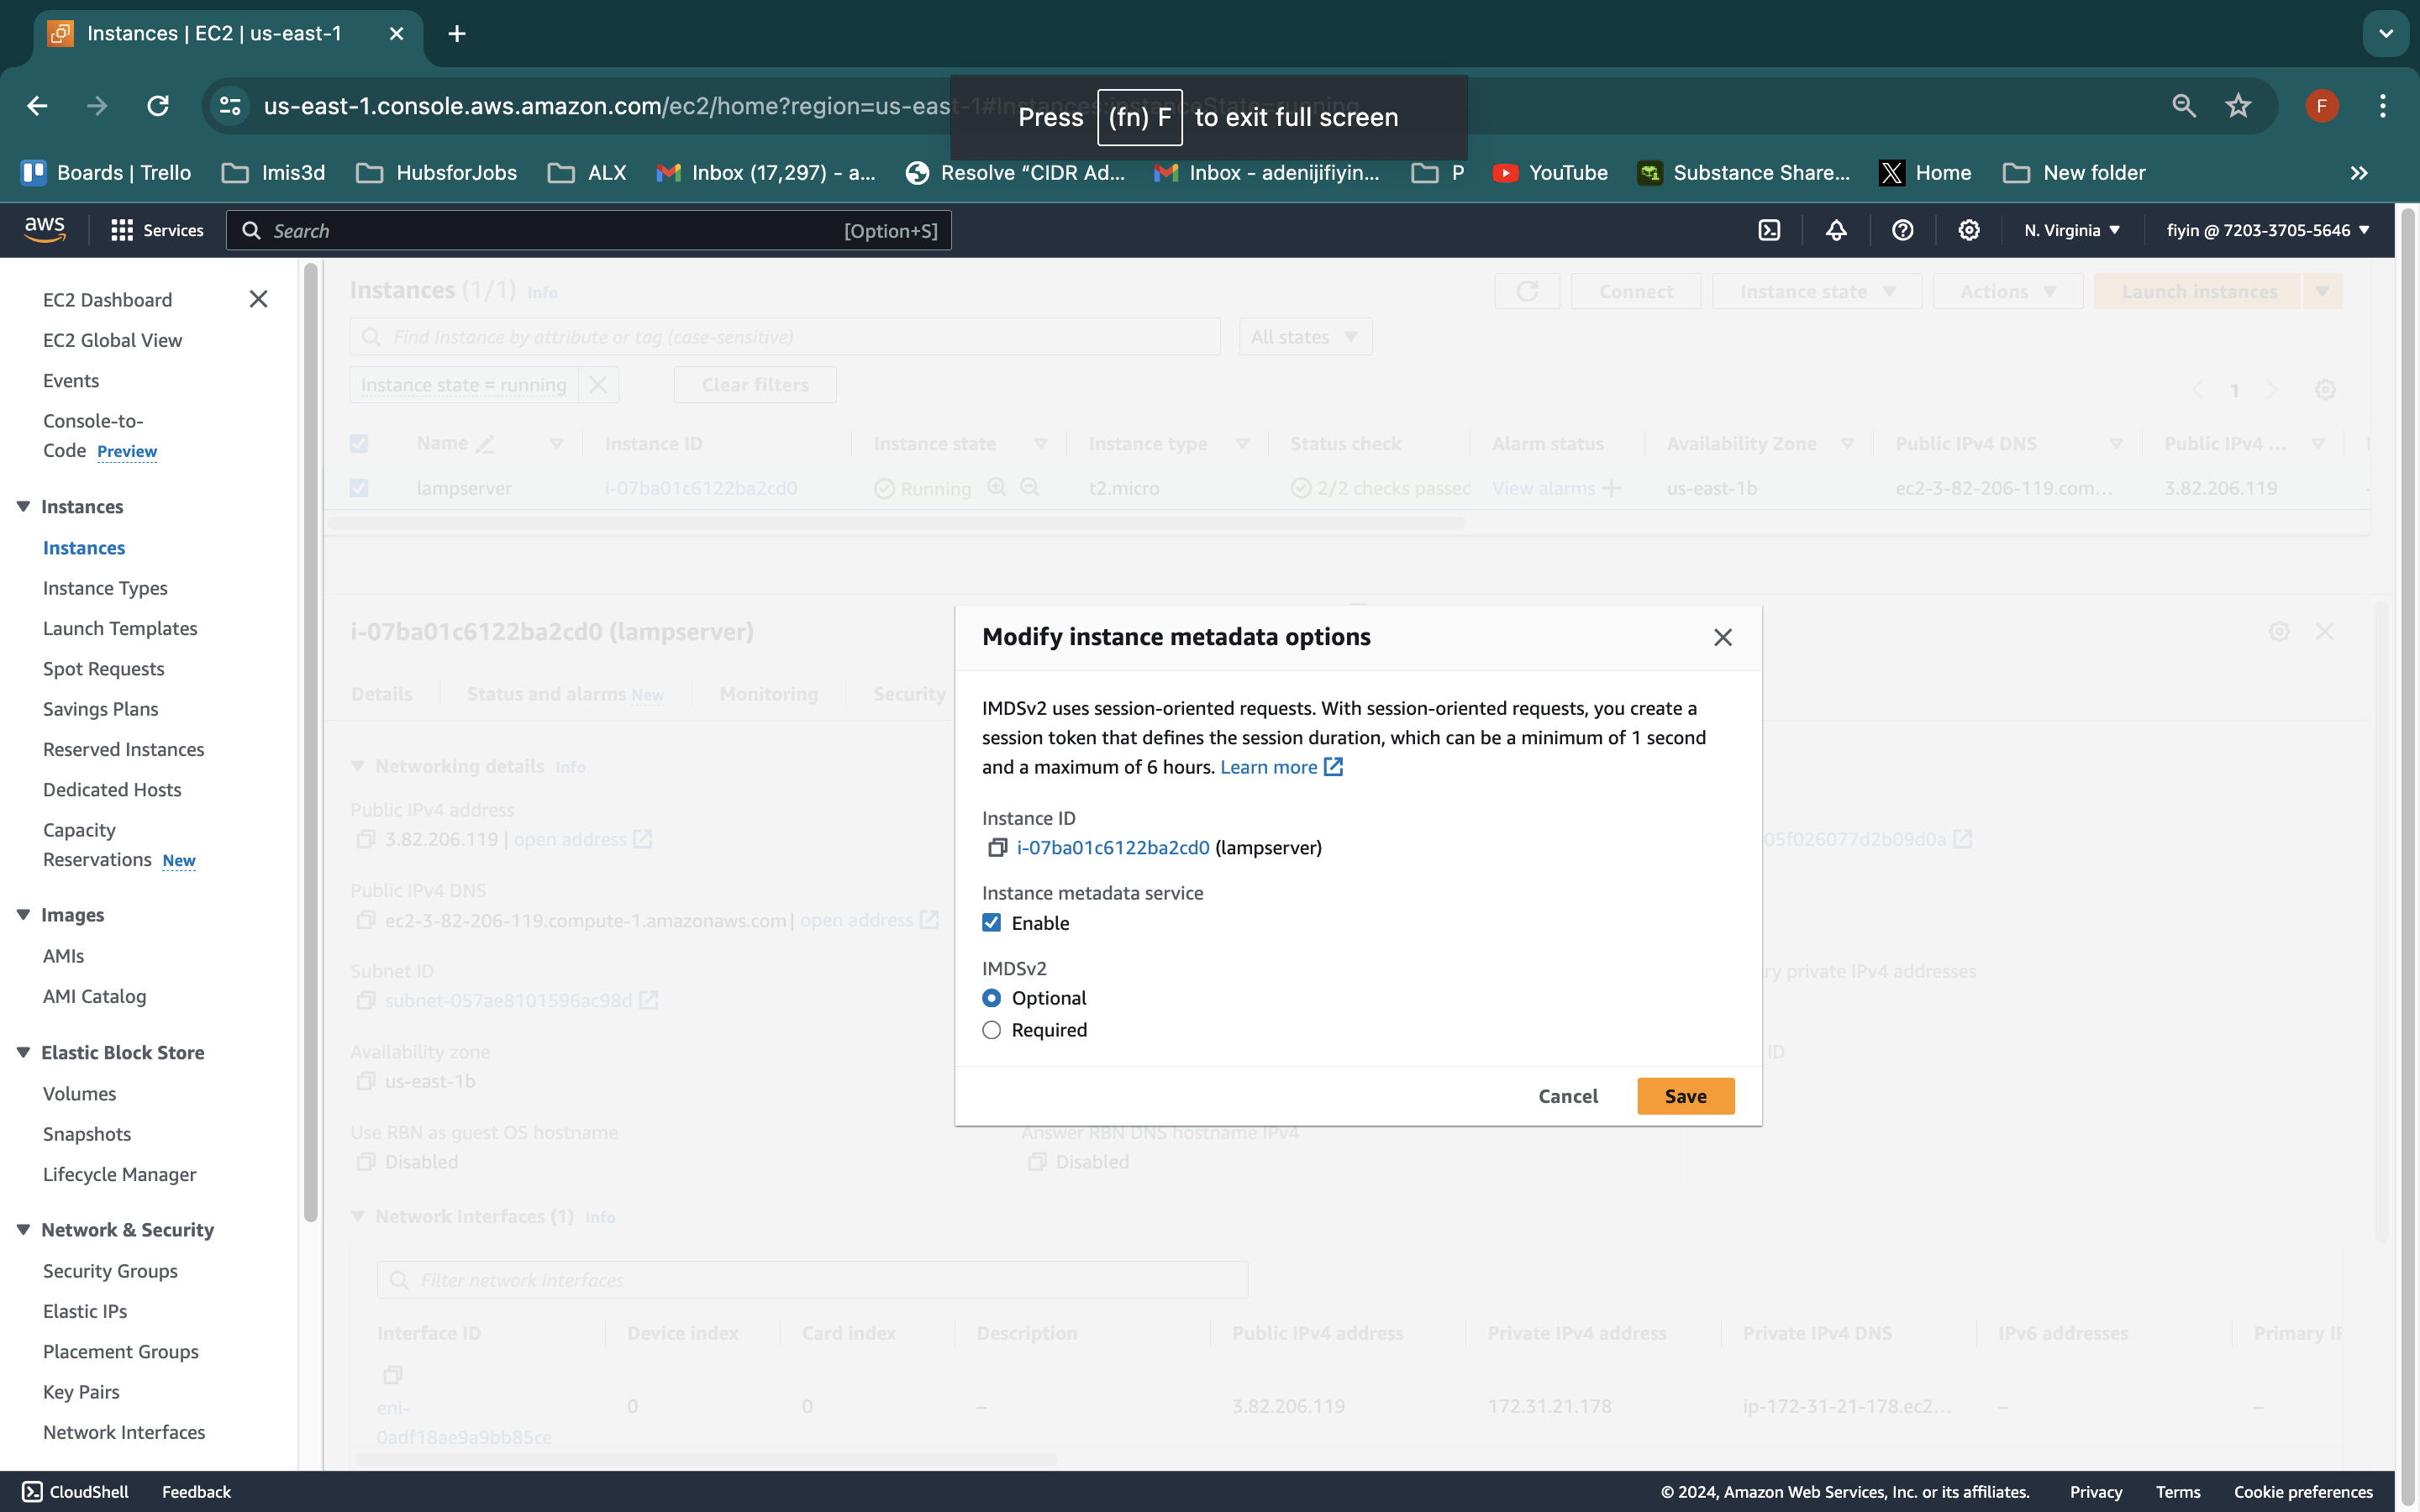 Instances | EC2 | us-east-1
us-east-1.console.aws.amazon.com/ec2/home?region=us-east-1#Instances:instanceState=running
Press (fn) F to exit full screen
Boards | Trello
Imis3d
HubsforJobs
ALX
Inbox (17,297) - a...
Resolve “CIDR Ad...
Inbox - adenijifiyin...
P
YouTube
Substance Share...
Home
New folder
F
aws
Services
Search
[Option+S]
N. Virginia
fiyin @ 7203-3705-5646
EC2 Dashboard
EC2 Global View
Events
Console-to-
Code Preview
Instances
Instances
Instance Types
Launch Templates
Spot Requests
Savings Plans
Reserved Instances
Dedicated Hosts
Capacity
Reservations New
Images
AMIs
AMI Catalog
Elastic Block Store
Volumes
Snapshots
Lifecycle Manager
Network & Security
Security Groups
Elastic IPs
Placement Groups
Key Pairs
Network Interfaces
Instances (1/1) Info
Connect
Instance state
Actions
Launch instances
Find Instance by attribute or tag (case-sensitive)
All states
Instance state = running
Clear filters
1
Name Instance ID Instance state Instance type Status check Alarm status Availability Zone Public IPv4 DNS Public IPv4 ...
lampserver i-07ba01c6122ba2cd0 Running t2.micro 2/2 checks passed View alarms us-east-1b ec2-3-82-206-119.com... 3.82.206.119 -
i-07ba01c6122ba2cd0 (lampserver)
Details Status and alarms New Monitoring Security
Networking details Info
Public IPv4 address
3.82.206.119 | open address
05f026077d2b09d0a
Public IPv4 DNS
ec2-3-82-206-119.compute-1.amazonaws.com | open address
Subnet ID
ry private IPv4 addresses
subnet-057ae8101596ac98d
Availability zone
ID
us-east-1b
Use RBN as guest OS hostname
Answer RBN DNS hostname IPv4
Disabled
Disabled
Network Interfaces (1) Info
Filter network interfaces
Interface ID Device index Card index Description Public IPv4 address Private IPv4 address Private IPv4 DNS IPv6 addresses Primary IP
eni-
0adf18ae9a9bb85ce
0 0 – 3.82.206.119 172.31.21.178 ip-172-31-21-178.ec2... – –
Modify instance metadata options
IMDSv2 uses session-oriented requests. With session-oriented requests, you create a
session token that defines the session duration, which can be a minimum of 1 second
and a maximum of 6 hours. Learn more
Instance ID
i-07ba01c6122ba2cd0 (lampserver)
Instance metadata service
Enable
IMDSv2
Optional
Required
Cancel
Save
CloudShell
Feedback
© 2024, Amazon Web Services, Inc. or its affiliates.
Privacy
Terms
Cookie preferences